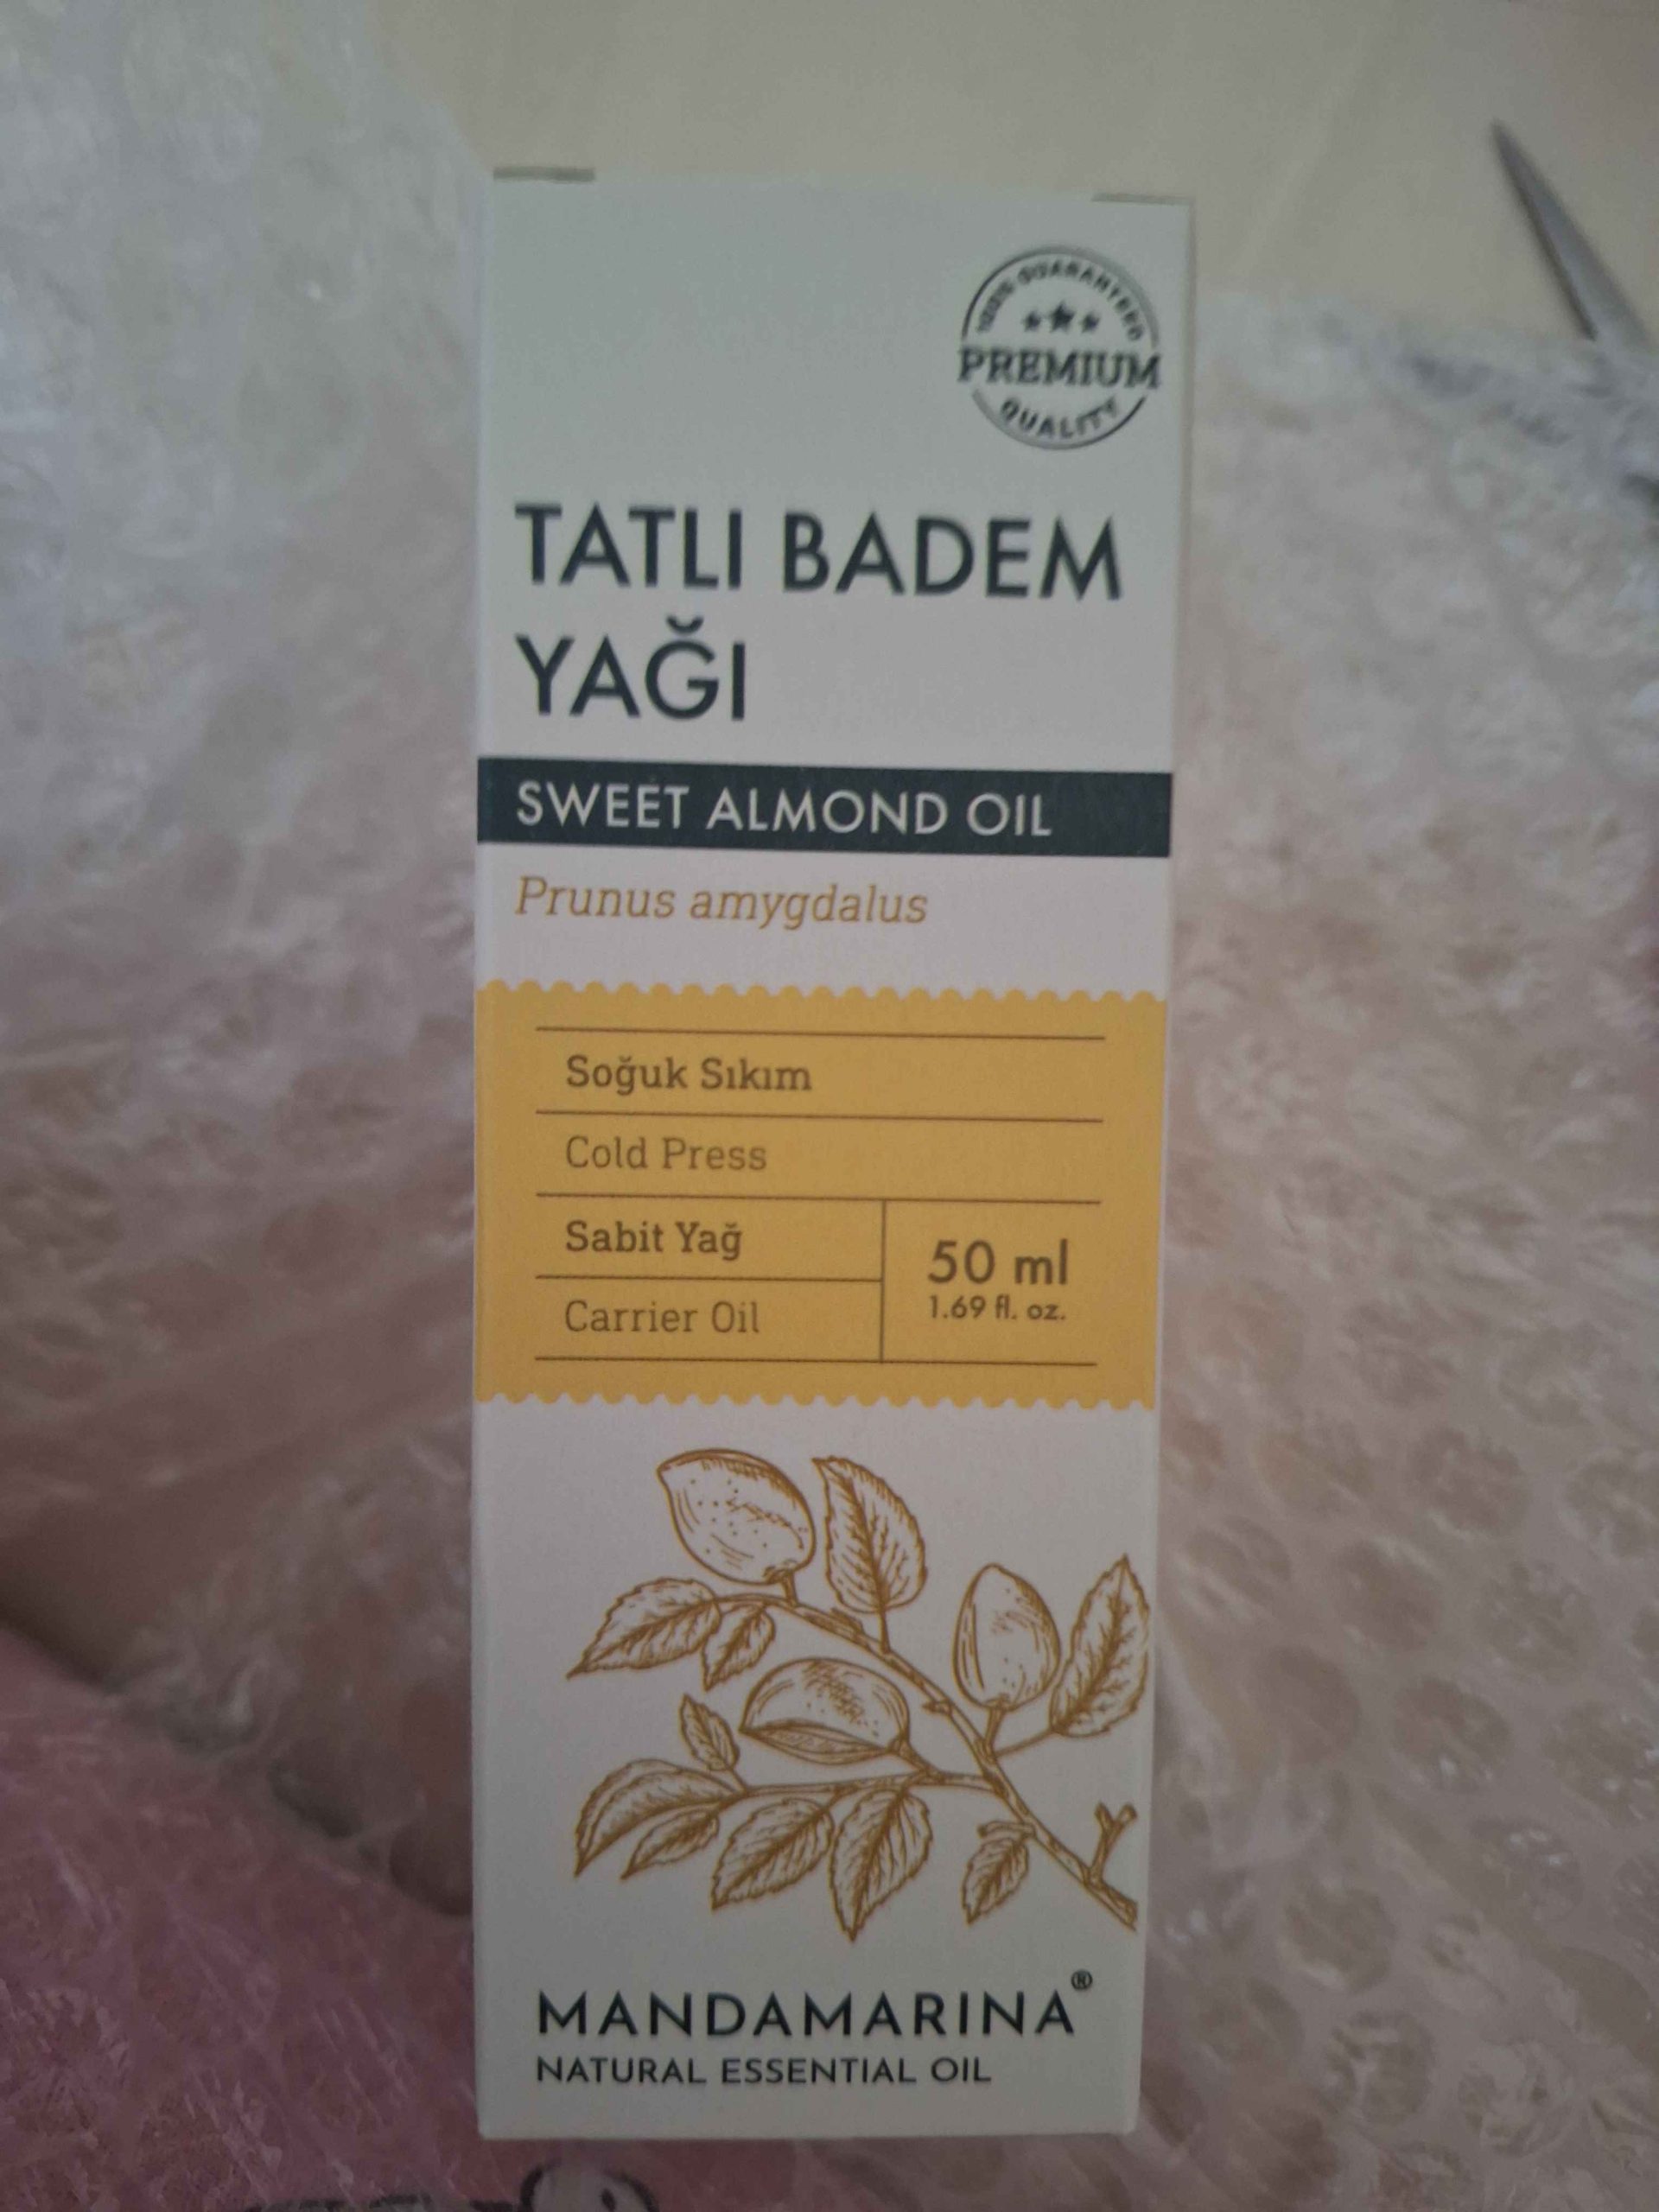 100% GUARANTEED
PREMIUM
QUALITY
TATLI BADEM
YAĞI
SWEET ALMOND OIL
Prunus amygdalus
Soğuk Sıkım
Cold Press
Sabit Yağ
Carrier Oil
50 ml
1.69 fl. oz.
MANDAMARINA®
NATURAL ESSENTIAL OIL